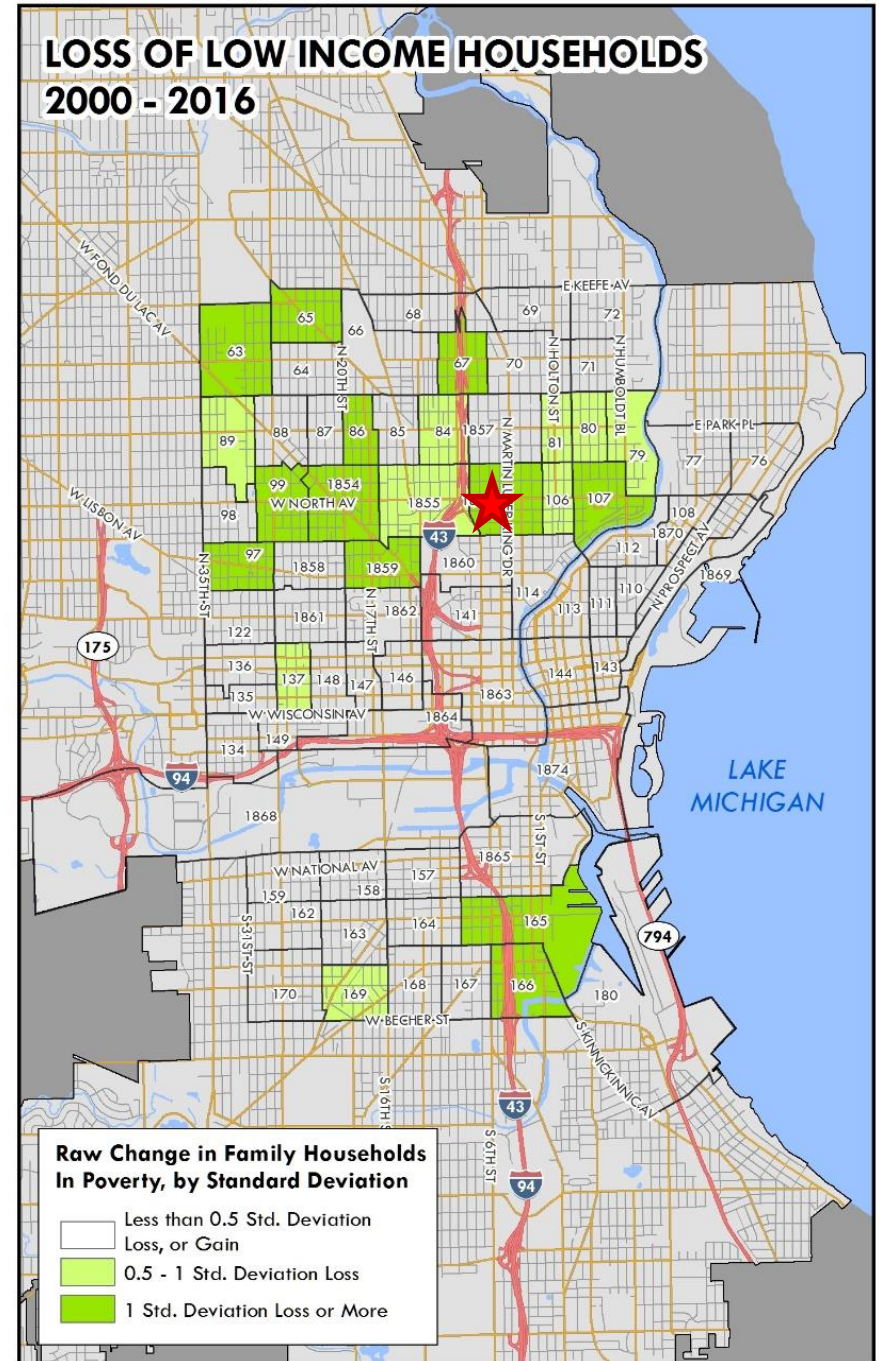 LOSS OF LOW INCOME HOUSEHOLDS
2000 - 2016
W FOND DU LAC AV
E KEEFE AV
65
66
68
69
72
63
64
N 20TH ST
67
70
N HOLTON ST
71
N HUMBOLDT BL
89
88
87
86
85
84
1857
81
80
79
E PARK PL
77
76
99
1854
W NORTH AV
1855
106
107
108
1870
98
W LISBON AV
43
N PROSPECT AV
97
1858
1859
1860
112
1869
N 35TH ST
N 17TH ST
114
113
111
110
122
1861
1862
141
175
136
137
148
147
146
1863
144
143
135
W WISCONSIN AV
1864
134
149
94
1874
LAKE
MICHIGAN
1868
S 1ST ST
W NATIONAL AV
157
1865
159
158
162
163
164
165
S 31ST ST
794
170
169
168
167
166
180
W BECHER ST
S KINNICKINNIC AV
S 16TH
43
S 6TH ST
94
Raw Change in Family Households
In Poverty, by Standard Deviation
Less than 0.5 Std. Deviation
Loss, or Gain
0.5 - 1 Std. Deviation Loss
1 Std. Deviation Loss or More